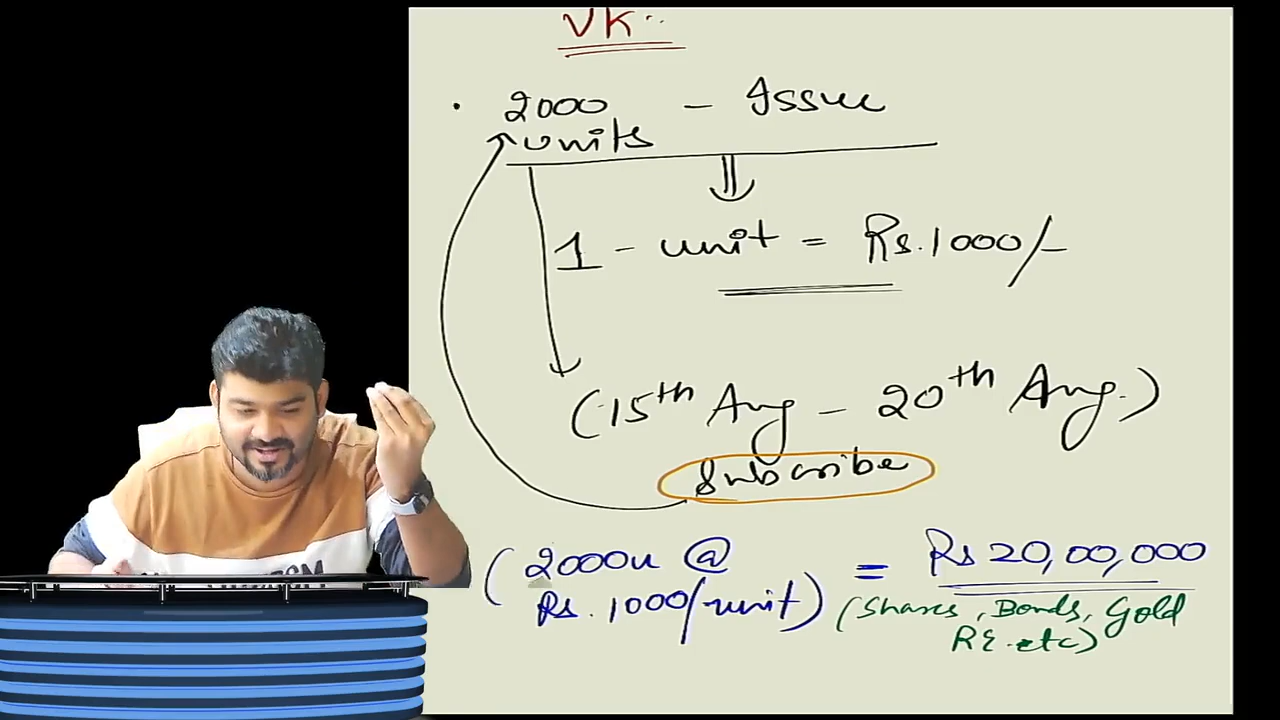 VK..
. 2000 units - Issue
1 - unit = Rs.1000/-
(15th Aug - 20th Aug.)
Subscribe
(2000u @ Rs.1000/unit) = Rs 20,00,000
(Shares, Bonds, Gold
RE. etc)